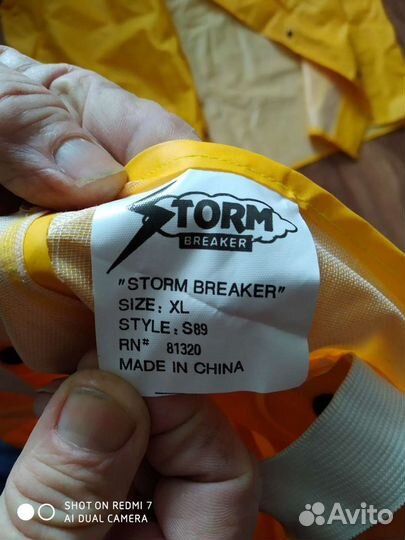 STORM
BREAKER
"STORM BREAKER"
SIZE: XL
STYLE: S89
RN# 81320
MADE IN CHINA
SHOT ON REDMI 7
AI DUAL CAMERA
Avito